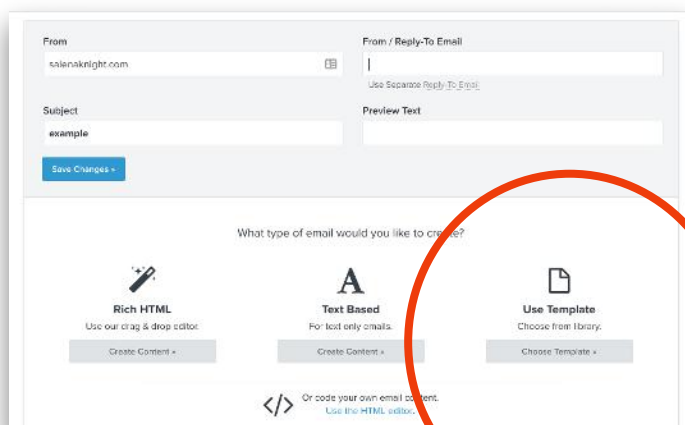 From
salenaknight.com
From / Reply-To Email
Use Separate Reply-To Email
Subject
example
Preview Text
Save Changes »
What type of email would you like to create?
Rich HTML
Use our drag & drop editor.
Create Content »
A
Text Based
For text only emails.
Create Content »
Use Template
Choose from library.
Choose Template »
</> Or code your own email content.
Use the HTML editor.